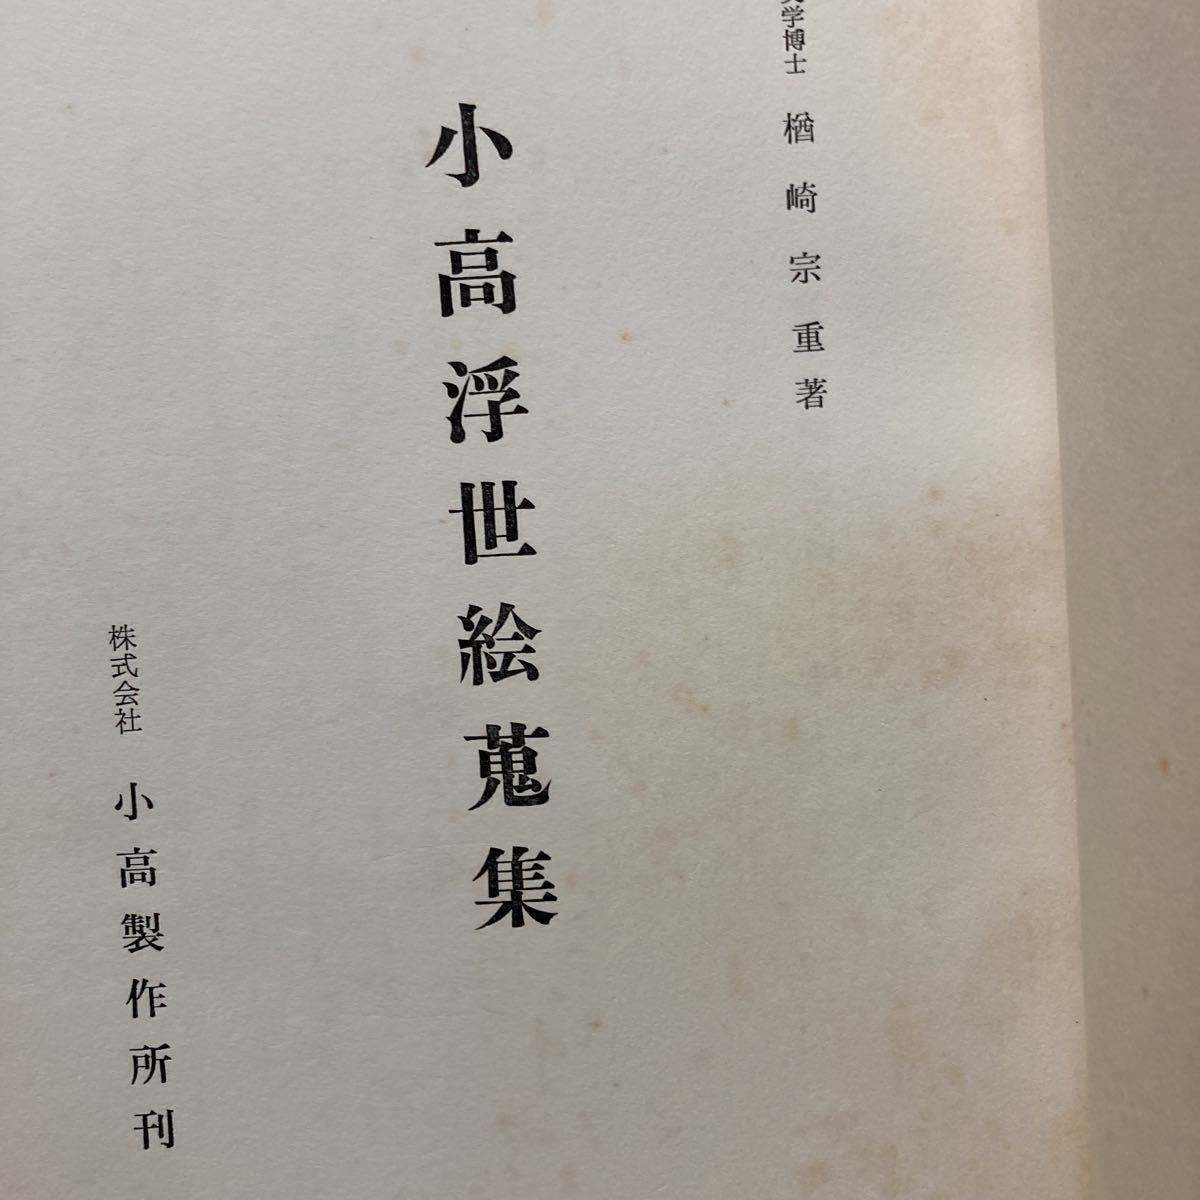 文学博士 楢崎宗重著
小高浮世絵蒐集
株式会社 小高製作所刊